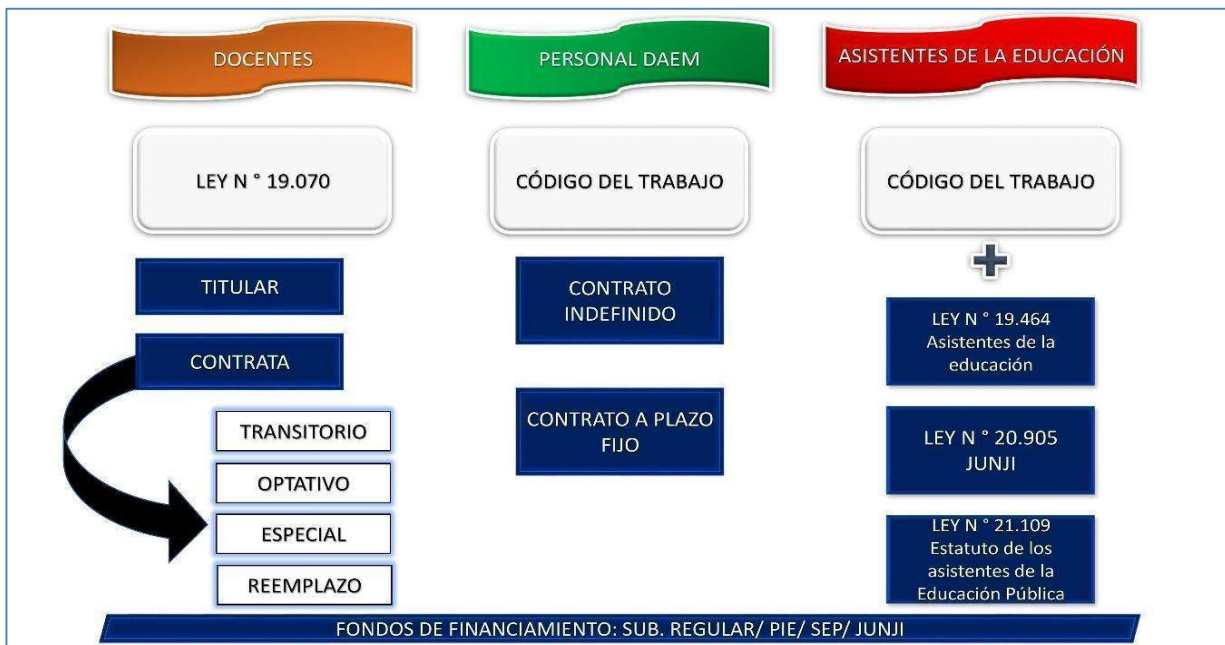 DOCENTES
PERSONAL DAEM
ASISTENTES DE LA EDUCACIÓN
LEY N ° 19.070
CÓDIGO DEL TRABAJO
CÓDIGO DEL TRABAJO
TITULAR
CONTRATA
TRANSITORIO
OPTATIVO
ESPECIAL
REEMPLAZO
CONTRATO
INDEFINIDO
CONTRATO A PLAZO
FIJO
LEY N ° 19.464
Asistentes de la
educación
LEY N ° 20.905
JUNJI
LEY N ° 21.109
Estatuto de los
asistentes de la
Educación Pública
FONDOS DE FINANCIAMIENTO: SUB. REGULAR/ PIE/ SEP/ JUNJI